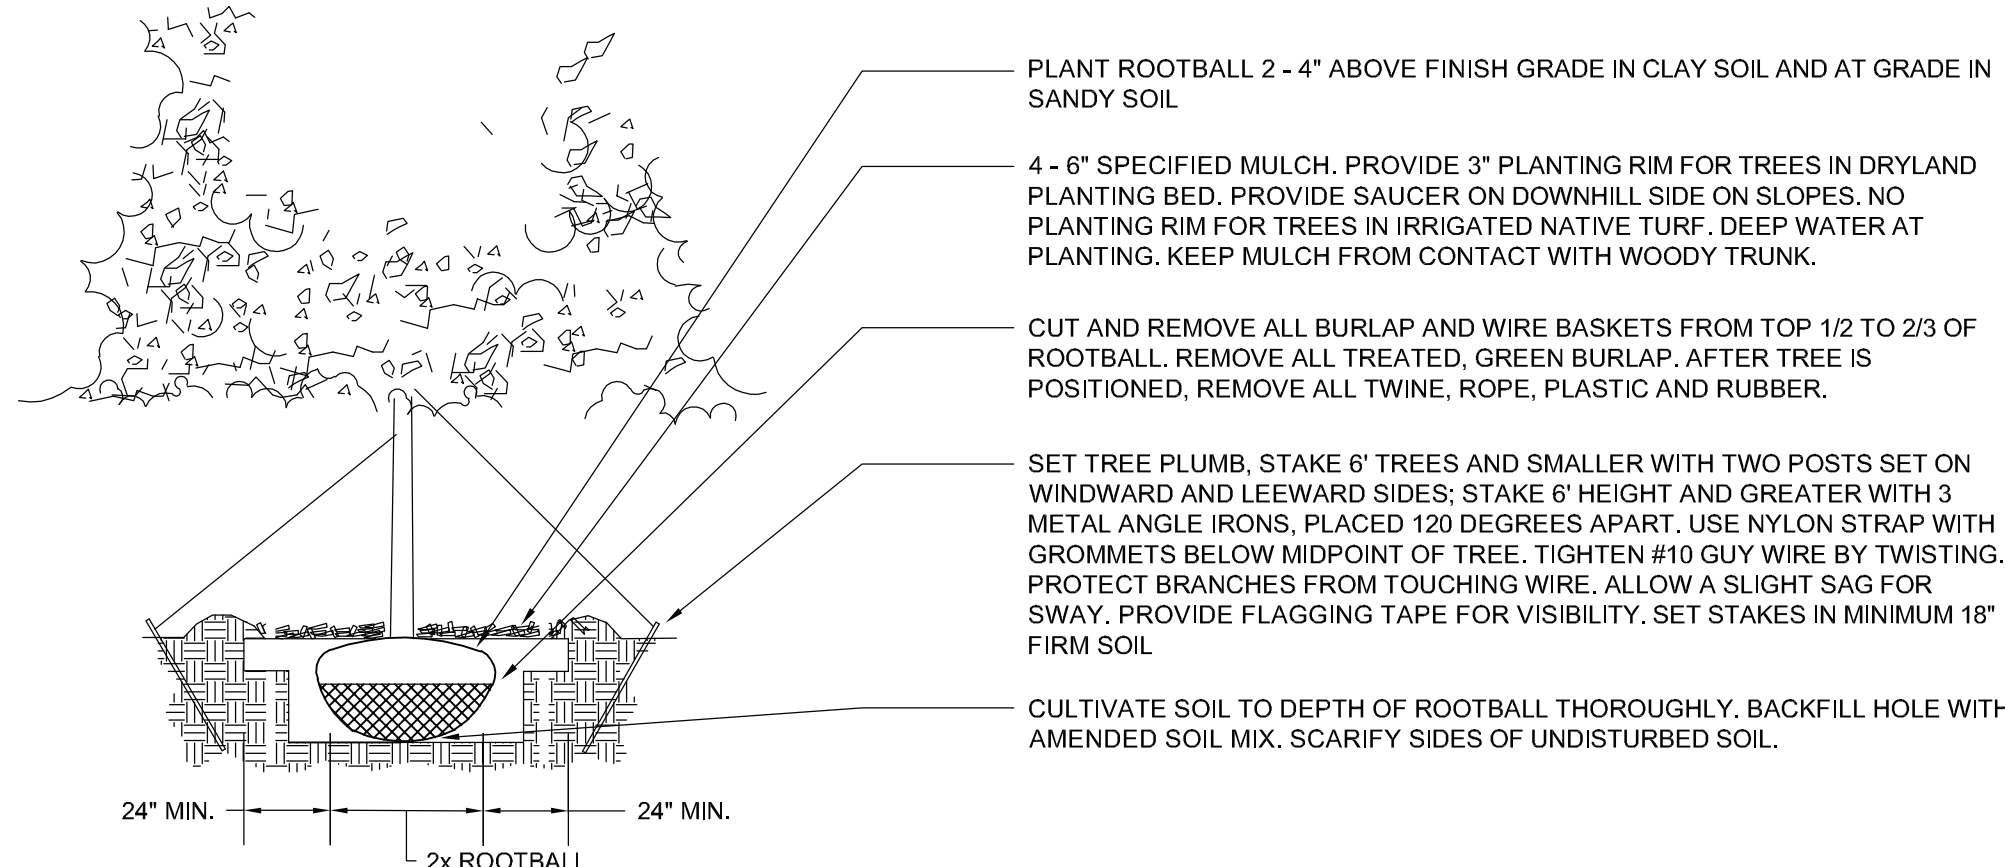 PLANT ROOTBALL 2 - 4" ABOVE FINISH GRADE IN CLAY SOIL AND AT GRADE IN
SANDY SOIL
4 - 6" SPECIFIED MULCH. PROVIDE 3" PLANTING RIM FOR TREES IN DRYLAND
PLANTING BED. PROVIDE SAUCER ON DOWNHILL SIDE ON SLOPES. NO
PLANTING RIM FOR TREES IN IRRIGATED NATIVE TURF. DEEP WATER AT
PLANTING. KEEP MULCH FROM CONTACT WITH WOODY TRUNK.
CUT AND REMOVE ALL BURLAP AND WIRE BASKETS FROM TOP 1/2 TO 2/3 OF
ROOTBALL. REMOVE ALL TREATED, GREEN BURLAP. AFTER TREE IS
POSITIONED, REMOVE ALL TWINE, ROPE, PLASTIC AND RUBBER.
SET TREE PLUMB, STAKE 6' TREES AND SMALLER WITH TWO POSTS SET ON
WINDWARD AND LEEWARD SIDES; STAKE 6' HEIGHT AND GREATER WITH 3
METAL ANGLE IRONS, PLACED 120 DEGREES APART. USE NYLON STRAP WITH
GROMMETS BELOW MIDPOINT OF TREE. TIGHTEN #10 GUY WIRE BY TWISTING.
PROTECT BRANCHES FROM TOUCHING WIRE. ALLOW A SLIGHT SAG FOR
SWAY. PROVIDE FLAGGING TAPE FOR VISIBILITY. SET STAKES IN MINIMUM 18"
FIRM SOIL
CULTIVATE SOIL TO DEPTH OF ROOTBALL THOROUGHLY. BACKFILL HOLE WITH
AMENDED SOIL MIX. SCARIFY SIDES OF UNDISTURBED SOIL.
24" MIN.
24" MIN.
2x ROOTBALL